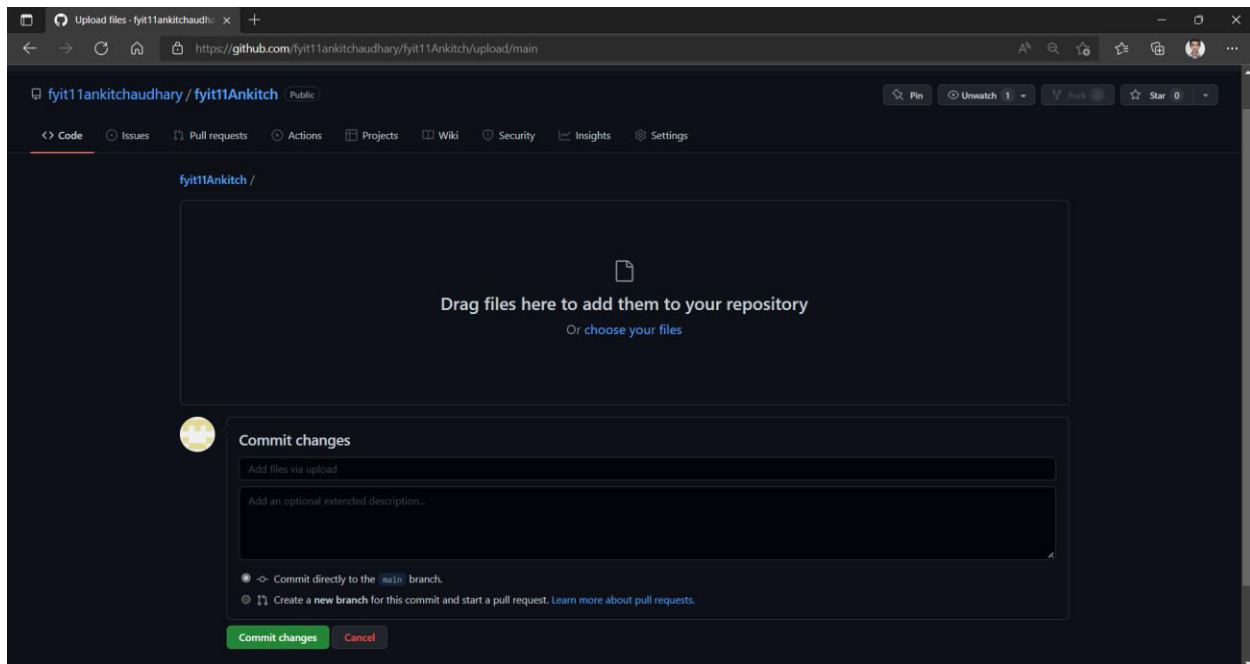 Upload files · fyit11ankitchaudha
https://github.com/fyit11ankitchaudhary/fyit11Ankitch/upload/main
fyit11ankitchaudhary / fyit11Ankitch Public
Pin Unwatch 1 Fork 0 Star 0
<> Code Issues Pull requests Actions Projects Wiki Security Insights Settings
fyit11Ankitch /
Drag files here to add them to your repository
Or choose your files
Commit changes
Add files via upload
Add an optional extended description...
Commit directly to the main branch.
Create a new branch for this commit and start a pull request. Learn more about pull requests.
Commit changes Cancel